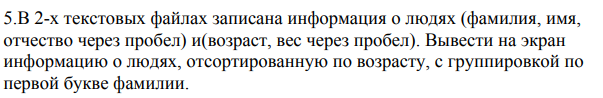 5.В 2-х текстовых файлах записана информация о людях (фамилия, имя,
отчество через пробел) и(возраст, вес через пробел). Вывести на экран
информацию о людях, отсортированную по возрасту, с группировкой по
первой букве фамилии.